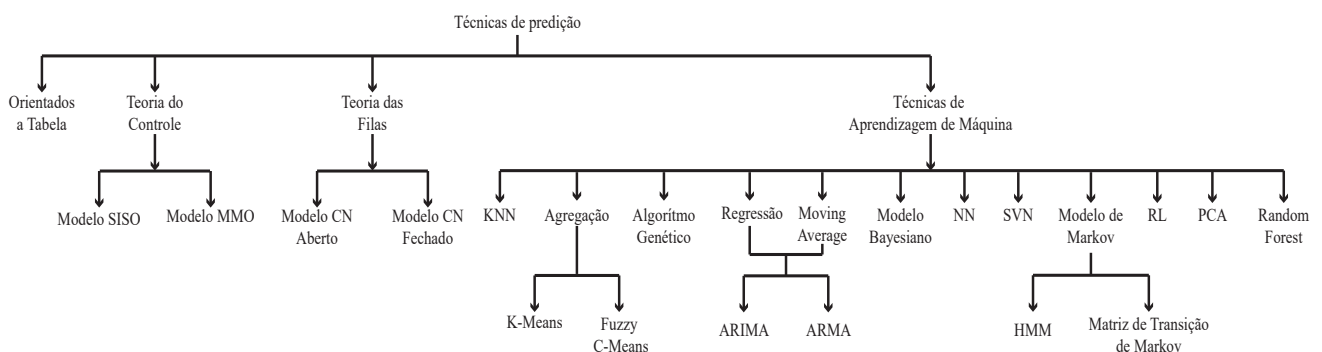 Técnicas de predição
Orientados
a Tabela
Teoria do
Controle
Teoria das
Filas
Técnicas de
Aprendizagem de Máquina
Modelo SISO
Modelo MMO
Modelo CN
Aberto
Modelo CN
Fechado
KNN
Agregação
Algorítmo
Genético
Regressão
Moving
Average
Modelo
Bayesiano
NN
SVN
Modelo de
Markov
RL
PCA
Random
Forest
K-Means
Fuzzy
C-Means
ARIMA
ARMA
HMM
Matriz de Transição
de Markov